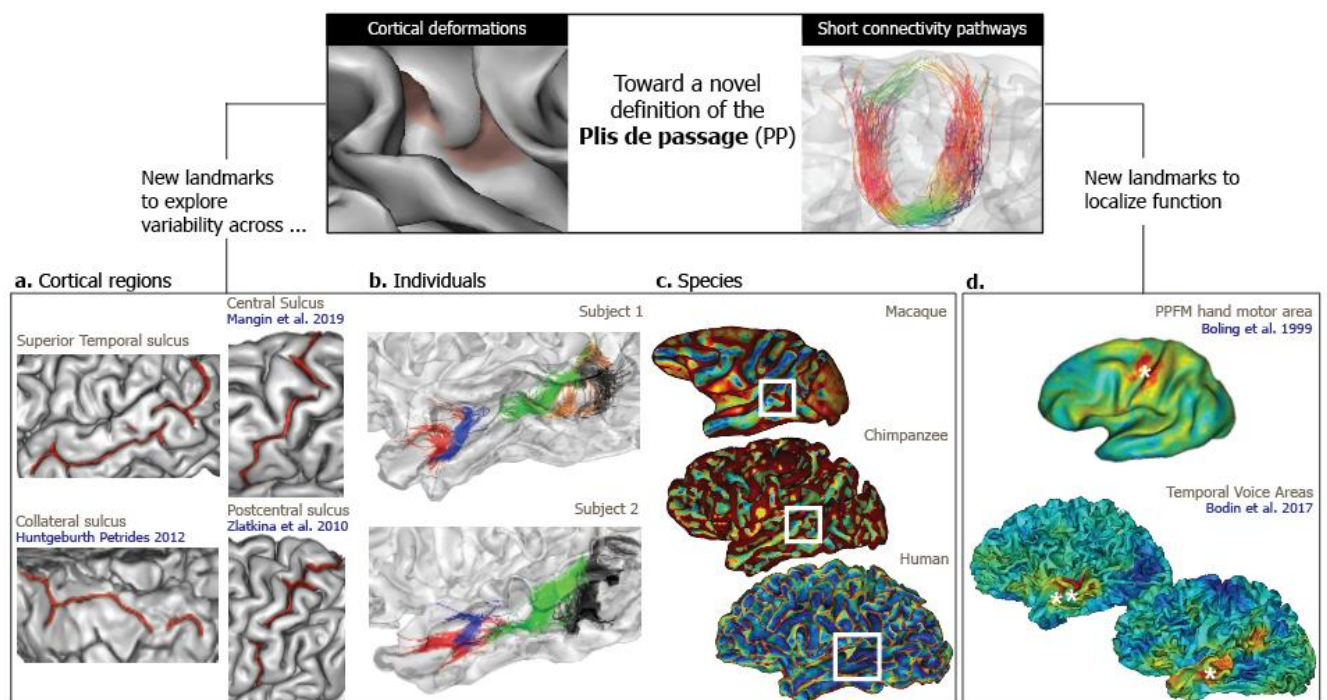 Cortical deformations
Short connectivity pathways
Toward a novel
definition of the
Plis de passage (PP)
New landmarks
to explore
variability across ...
New landmarks to
localize function
a. Cortical regions
Superior Temporal sulcus
Central Sulcus
Mangin et al. 2019
Collateral sulcus
Huntgeburth Petrides 2012
Postcentral sulcus
Zlatkina et al. 2010
b. Individuals
Subject 1
Subject 2
c. Species
Macaque
Chimpanzee
Human
d.
PPFM hand motor area
Boling et al. 1999
*
Temporal Voice Areas
Bodin et al. 2017
**
*